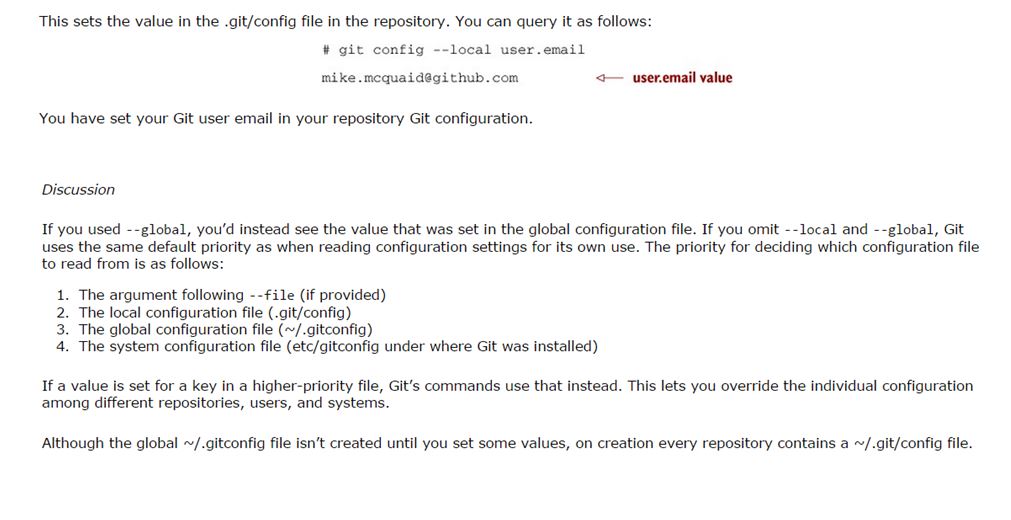 This sets the value in the .git/config file in the repository. You can query it as follows:
# git config --local user.email
mike.mcquaid@github.com ← user.email value
You have set your Git user email in your repository Git configuration.
Discussion
If you used --global, you’d instead see the value that was set in the global configuration file. If you omit --local and --global, Git
uses the same default priority as when reading configuration settings for its own use. The priority for deciding which configuration file
to read from is as follows:
1. The argument following --file (if provided)
2. The local configuration file (.git/config)
3. The global configuration file (~/.gitconfig)
4. The system configuration file (etc/gitconfig under where Git was installed)
If a value is set for a key in a higher-priority file, Git’s commands use that instead. This lets you override the individual configuration
among different repositories, users, and systems.
Although the global ~/.gitconfig file isn’t created until you set some values, on creation every repository contains a ~/.git/config file.